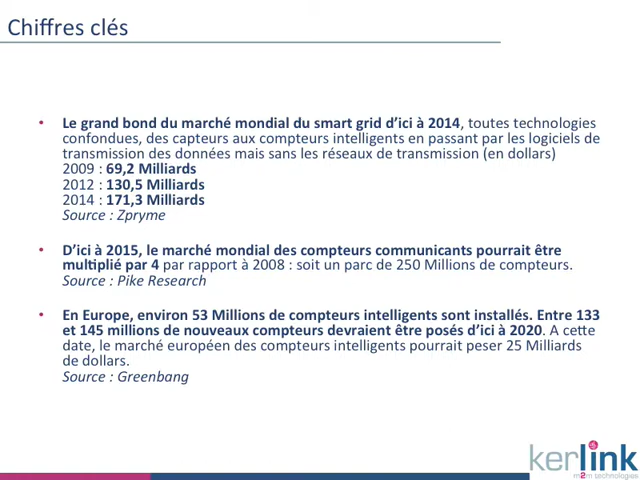 Chiffres clés
• Le grand bond du marché mondial du smart grid d'ici à 2014, toutes technologies
confondues, des capteurs aux compteurs intelligents en passant par les logiciels de
transmission des données mais sans les réseaux de transmission (en dollars)
2009 : 69,2 Milliards
2012 : 130,5 Milliards
2014 : 171,3 Milliards
Source : Zpryme
• D'ici à 2015, le marché mondial des compteurs communicants pourrait être
multiplié par 4 par rapport à 2008 : soit un parc de 250 Millions de compteurs.
Source : Pike Research
• En Europe, environ 53 Millions de compteurs intelligents sont installés. Entre 133
et 145 millions de nouveaux compteurs devraient être posés d'ici à 2020. A cette
date, le marché européen des compteurs intelligents pourrait peser 25 Milliards
de dollars.
Source : Greenbang
kerlink
m2m technologies